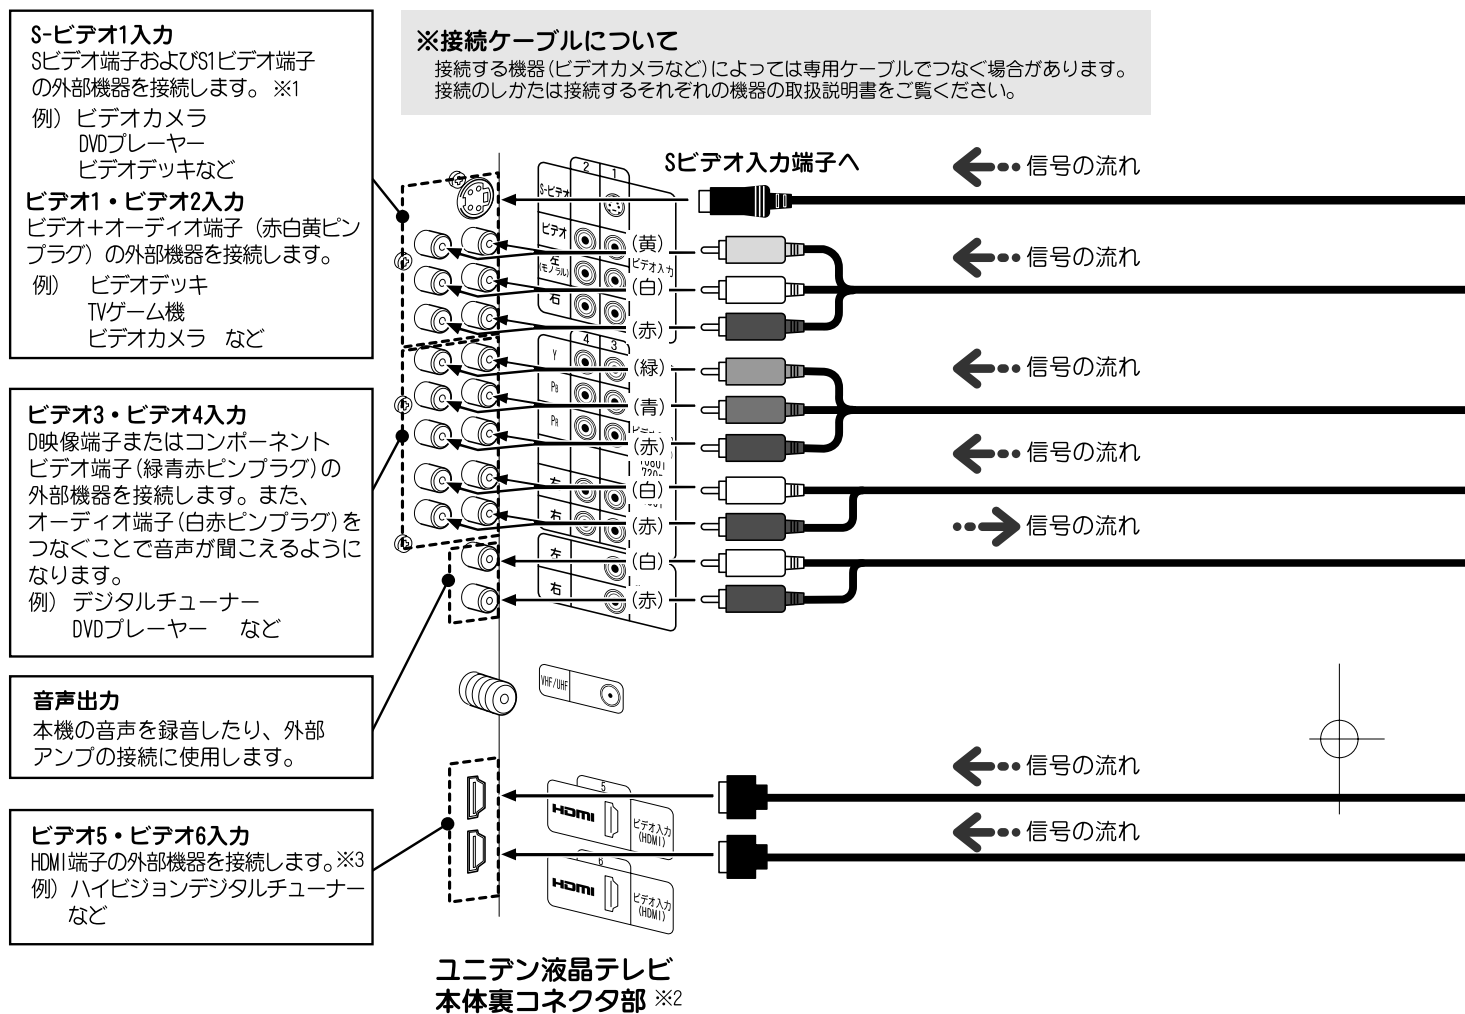 S-ビデオ1入力
Sビデオ端子およびS1ビデオ端子
の外部機器を接続します。※1
例）ビデオカメラ
DVDプレーヤー
ビデオデッキなど
ビデオ1・ビデオ2入力
ビデオ＋オーディオ端子（赤白黄ピン
プラグ）の外部機器を接続します。
例） ビデオデッキ
TVゲーム機
ビデオカメラ など
ビデオ3・ビデオ4入力
D映像端子またはコンポーネント
ビデオ端子(緑青赤ピンプラグ)の
外部機器を接続します。また、
オーディオ端子(白赤ピンプラグ)を
つなぐことで音声が聞こえるように
なります。
例）デジタルチューナー
DVDプレーヤー など
音声出力
本機の音声を録音したり、外部
アンプの接続に使用します。
ビデオ5・ビデオ6入力
HDMI端子の外部機器を接続します。※3
例）ハイビジョンデジタルチューナー
など
※接続ケーブルについて
接続する機器(ビデオカメラなど)によっては専用ケーブルでつなぐ場合があります。
接続のしかたは接続するそれぞれの機器の取扱説明書をご覧ください。
Sビデオ入力端子へ
信号の流れ
2 1
S-ビデオ
ビデオ
(黄)
信号の流れ
ビデオ入力
左
(モノラル)
(白)
右
(赤)
4 3
Y
(緑)
信号の流れ
PB
(青)
PR
(赤)
信号の流れ
左
(白)
右
(赤)
信号の流れ
左
(白)
右
(赤)
VHF/UHF
信号の流れ
5
HDMI
ビデオ入力
(HDMI)
信号の流れ
6
HDMI
ビデオ入力
(HDMI)
ユニデン液晶テレビ
本体裏コネクタ部 ※2